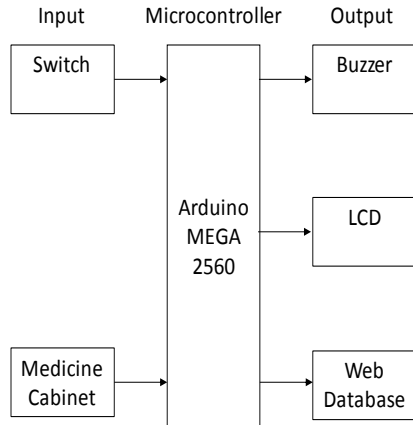 Input
Microcontroller
Output
Switch
Buzzer
Arduino
MEGA
2560
LCD
Medicine
Cabinet
Web
Database